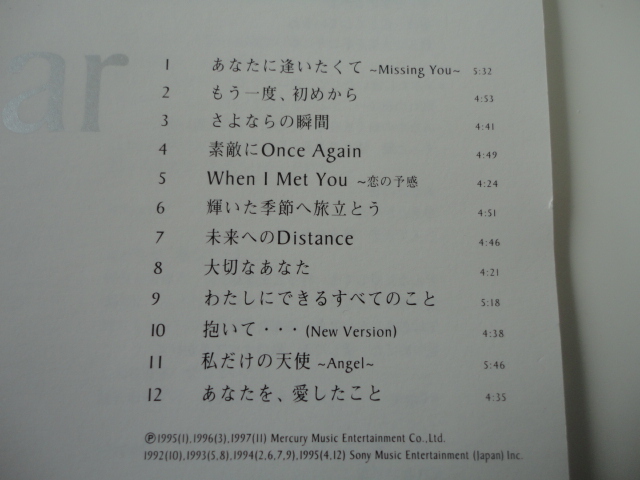 ar
1 あなたに逢いたくて ~Missing You~ 5:32
2 もう一度、初めから 4:53
3 さよならの瞬間 4:41
4 素敵にOnce Again 4:49
5 When I Met You ~恋の予感 4:24
6 輝いた季節へ旅立とう 4:51
7 未来へのDistance 4:46
8 大切なあなた 4:21
9 わたしにできるすべてのこと 5:18
10 抱いて・・・(New Version) 4:38
11 私だけの天使 ~Angel~ 5:46
12 あなたを、愛したこと 4:35
℗1995(1),1996(3),1997(11) Mercury Music Entertainment Co.,Ltd.
1992(10),1993(5,8),1994(2,6,7,9),1995(4,12) Sony Music Entertainment (Japan) Inc.